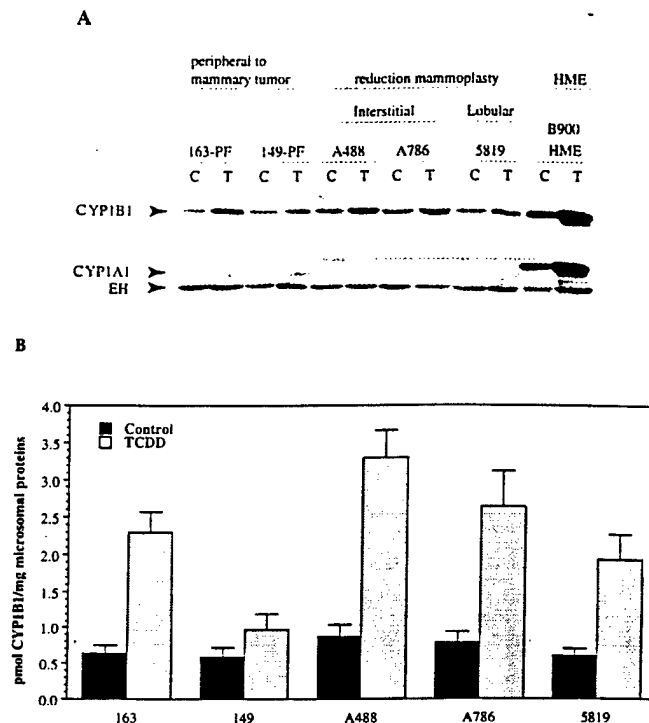 A
peripheral to
mammary tumor
reduction mammoplasty
HME
Interstitial
Lobular
B900
163-PF 149-PF A488 A786 5819 HME
C T C T C T C T C T C T
CYP1B1
CYP1A1
EH
B
pmol CYP1B1/mg microsomal proteins
4.0
3.5
3.0
2.5
2.0
1.5
1.0
0.5
0.0
Control
TCDD
163 149 A488 A786 5819